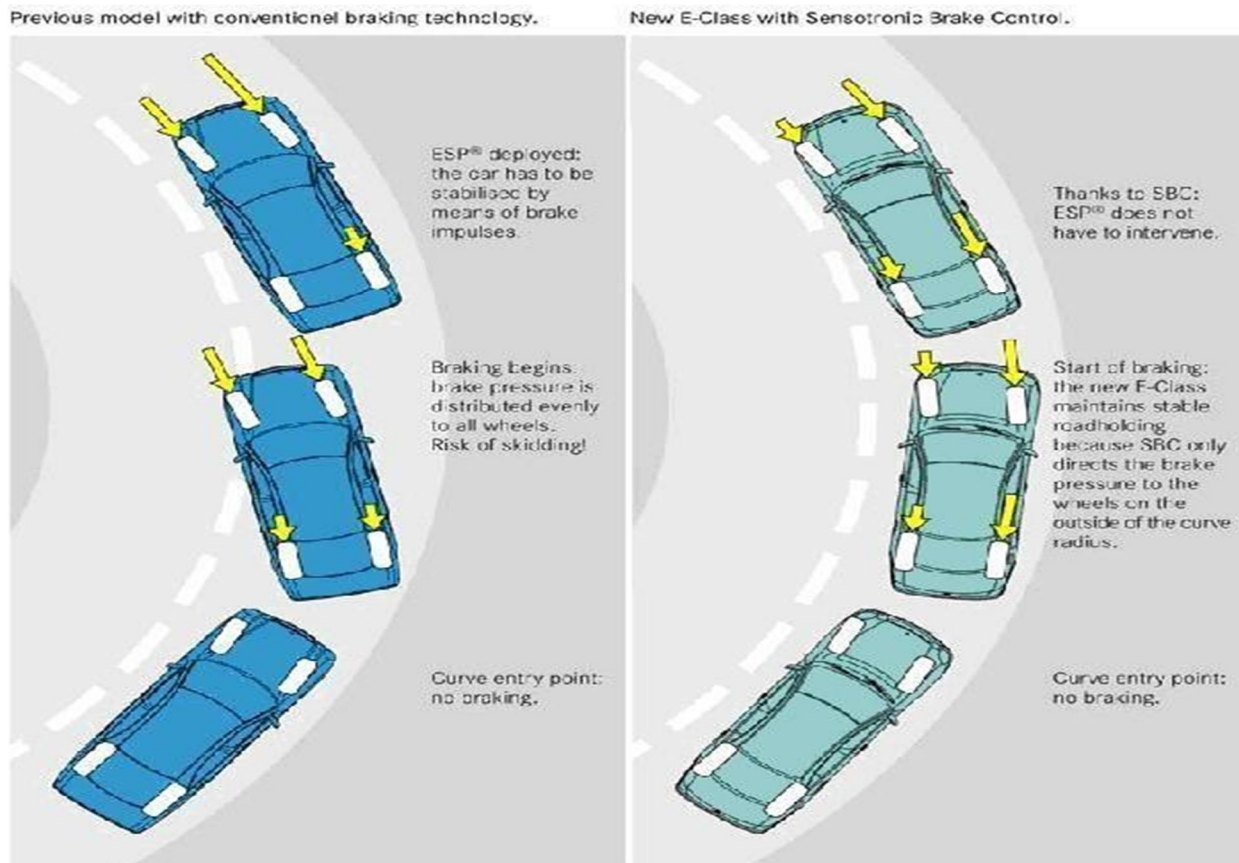 Previous model with conventionel braking technology.
ESP® deployed:
the car has to be
stabilised by
means of brake
impulses.
Braking begins:
brake pressure is
distributed evenly
to all wheels.
Risk of skidding!
Curve entry point:
no braking.
New E-Class with Sensotronic Brake Control.
Thanks to SBC:
ESP® does not
have to intervene.
Start of braking:
the new E-Class
maintains stable
roadholding
because SBC only
directs the brake
pressure to the
wheels on the
outside of the curve
radius.
Curve entry point:
no braking.